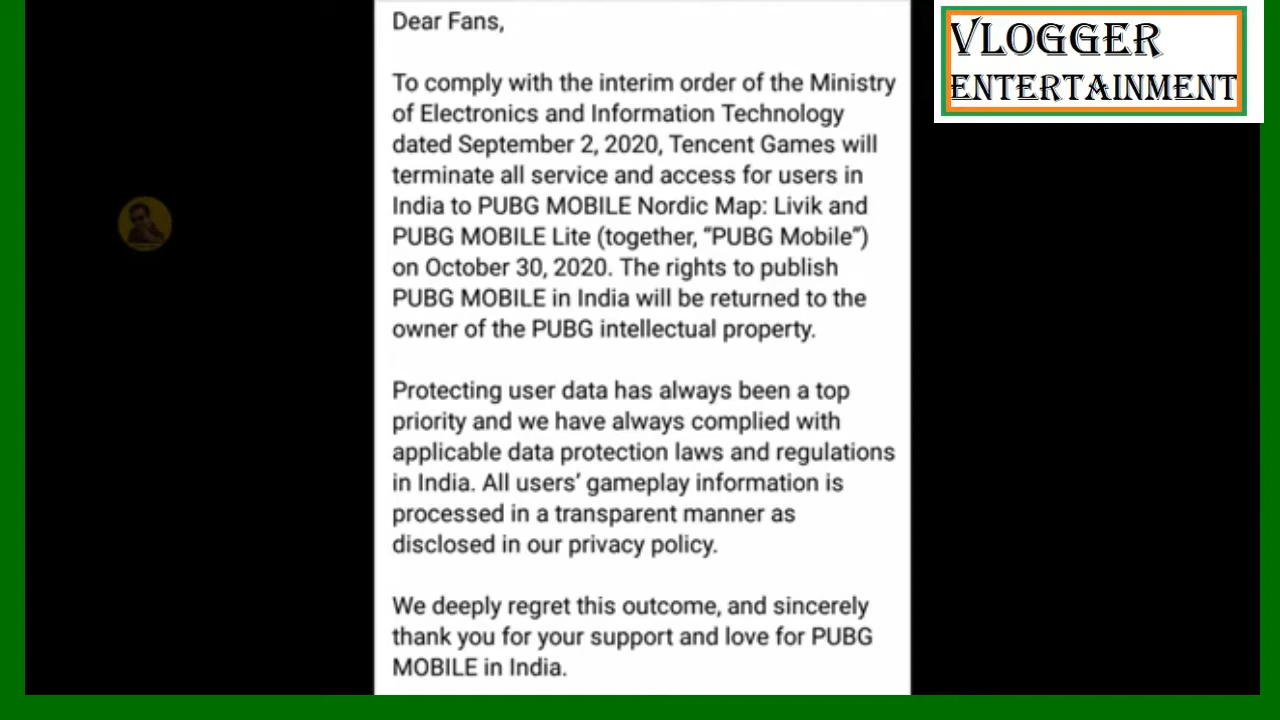 Dear Fans,
To comply with the interim order of the Ministry
of Electronics and Information Technology
dated September 2, 2020, Tencent Games will
terminate all service and access for users in
India to PUBG MOBILE Nordic Map: Livik and
PUBG MOBILE Lite (together, “PUBG Mobile”)
on October 30, 2020. The rights to publish
PUBG MOBILE in India will be returned to the
owner of the PUBG intellectual property.
Protecting user data has always been a top
priority and we have always complied with
applicable data protection laws and regulations
in India. All users’ gameplay information is
processed in a transparent manner as
disclosed in our privacy policy.
We deeply regret this outcome, and sincerely
thank you for your support and love for PUBG
MOBILE in India.
VLOGGER
ENTERTAINMENT